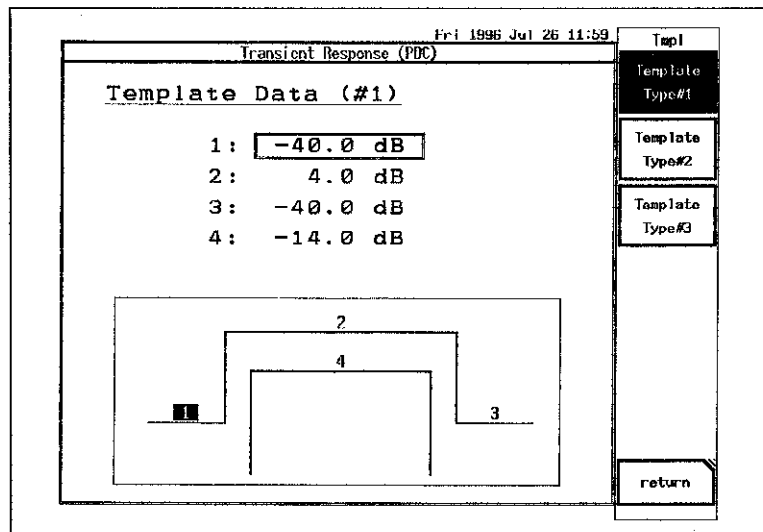 Fri 1996 Jul 26 11:59
Transient Response (PDC)
Template Data (#1)
1: -40.0 dB
2: 4.0 dB
3: -40.0 dB
4: -14.0 dB
2
4
1
3
Tmpl
Template
Type#1
Template
Type#2
Template
Type#3
return